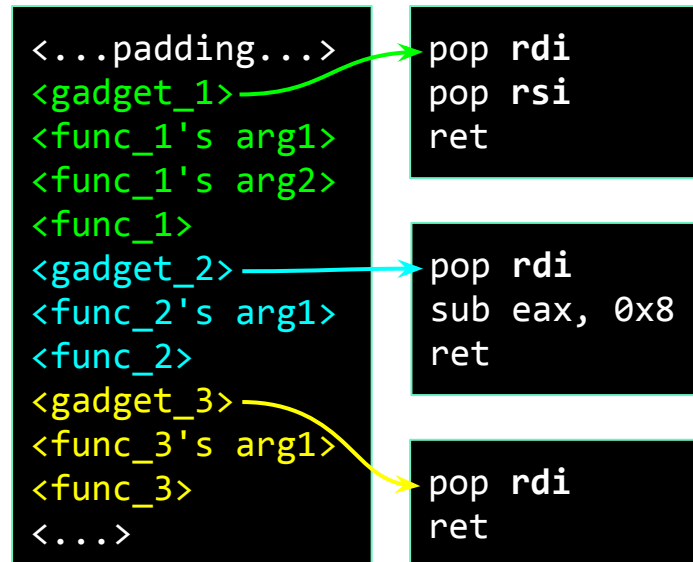 <...padding...>
<gadget_1>
<func_1's arg1>
<func_1's arg2>
<func_1>
<gadget_2>
<func_2's arg1>
<func_2>
<gadget_3>
<func_3's arg1>
<func_3>
<...>
pop rdi
pop rsi
ret
pop rdi
sub eax, 0x8
ret
pop rdi
ret